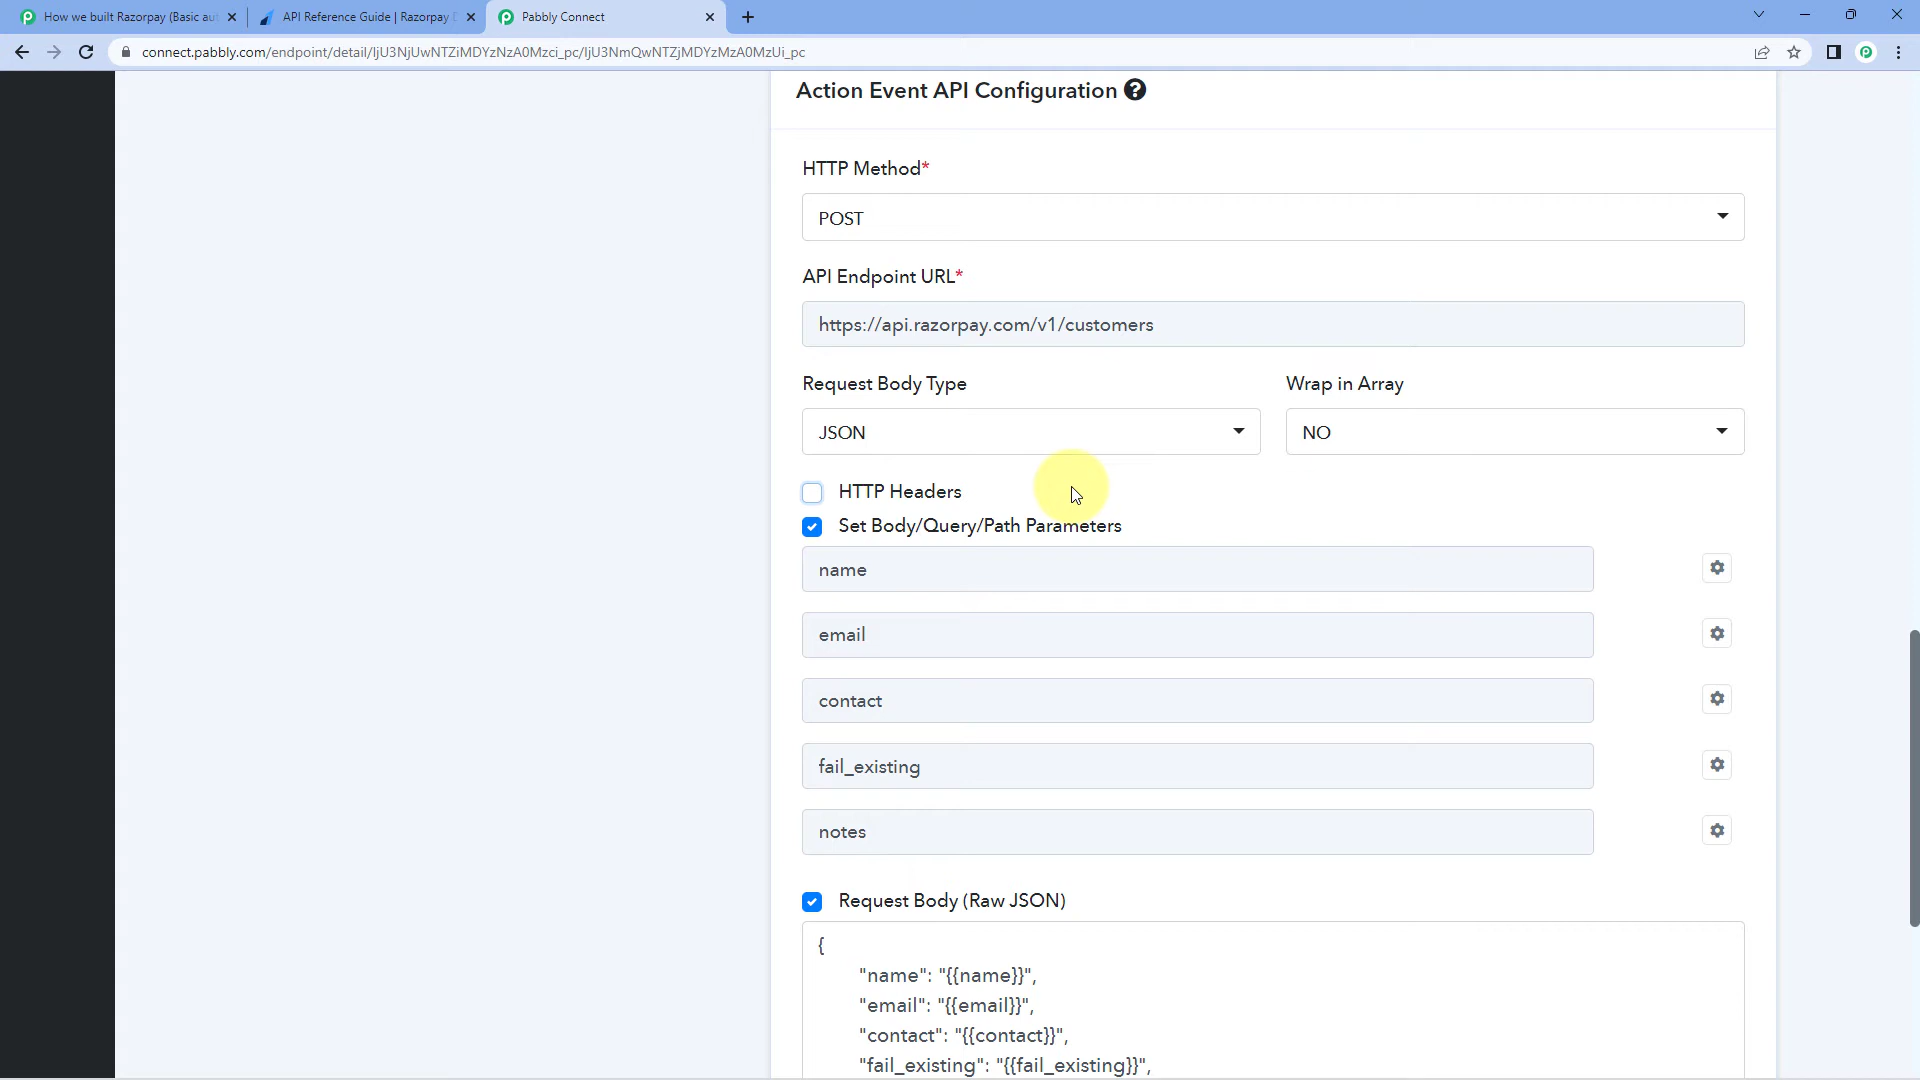 How we built Razorpay (Basic au
API Reference Guide | Razorpay D
Pabbly Connect
connect.pabbly.com/endpoint/detail/IjU3NjUwNTZiMDYzNzA0Mzci_pc/IjU3NmQwNTZjMDYzMzA0MzUi_pc
Action Event API Configuration
HTTP Method*
POST
API Endpoint URL*
https://api.razorpay.com/v1/customers
Request Body Type Wrap in Array
JSON NO
HTTP Headers
Set Body/Query/Path Parameters
name
email
contact
fail_existing
notes
Request Body (Raw JSON)
{
"name": "{{name}}",
"email": "{{email}}",
"contact": "{{contact}}",
"fail_existing": "{{fail_existing}}",